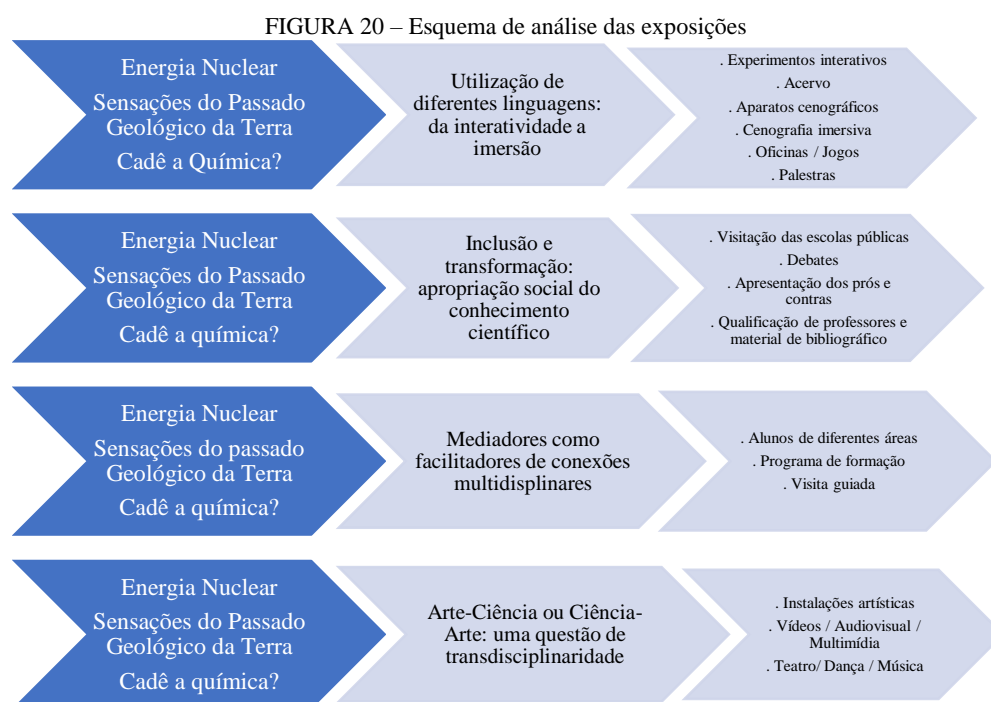 FIGURA 20 – Esquema de análise das exposições
Energia Nuclear
Sensações do Passado
Geológico da Terra
Cadê a Química?
Utilização de
diferentes linguagens:
da interatividade a
imersão
. Experimentos interativos
. Acervo
. Aparatos cenográficos
. Cenografia imersiva
. Oficinas / Jogos
. Palestras
Energia Nuclear
Sensações do Passado
Geológico da Terra
Cadê a química?
Inclusão e
transformação:
apropriação social do
conhecimento
científico
. Visitação das escolas públicas
. Debates
. Apresentação dos prós e
contras
. Qualificação de professores e
material de bibliográfico
Energia Nuclear
Sensações do passado
Geológico da Terra
Cadê a química?
Mediadores como
facilitadores de conexões
multidisplinares
. Alunos de diferentes áreas
. Programa de formação
. Visita guiada
Energia Nuclear
Sensações do Passado
Geológico da Terra
Cadê a química?
Arte-Ciência ou Ciência-
Arte: uma questão de
transdisciplinaridade
. Instalações artísticas
. Vídeos / Audiovisual /
Multimídia
. Teatro/ Dança / Música